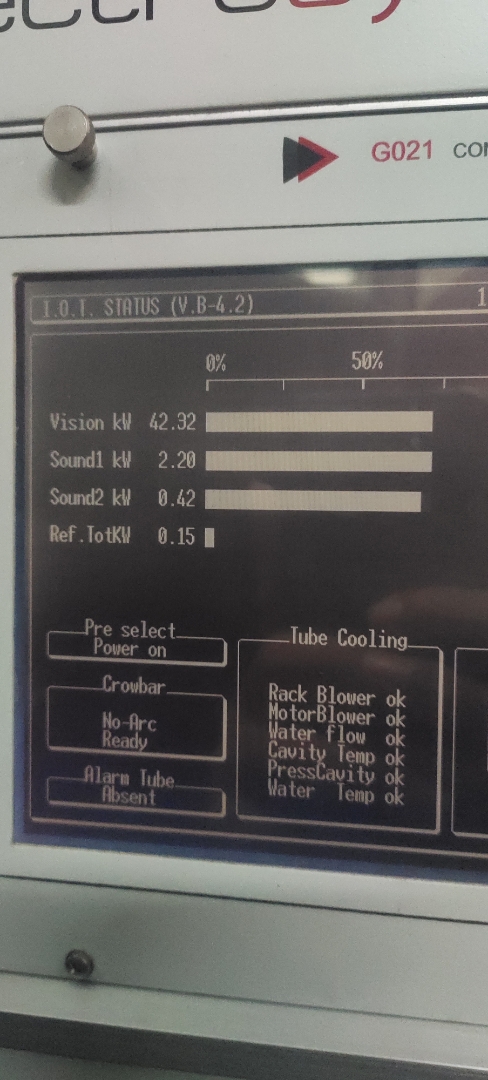 G021 CON
I.O.T. STATUS (V.B-4.2) 1
0% 50%
Vision kW 42.32
Sound1 kW 2.20
Sound2 kW 0.42
Ref.TotKW 0.15
Pre select
Power on
Crowbar
No-Arc
Ready
Alarm Tube
Absent
Tube Cooling
Rack Blower ok
MotorBlower ok
Water flow ok
Cavity Temp ok
PressCavity ok
Water Temp ok